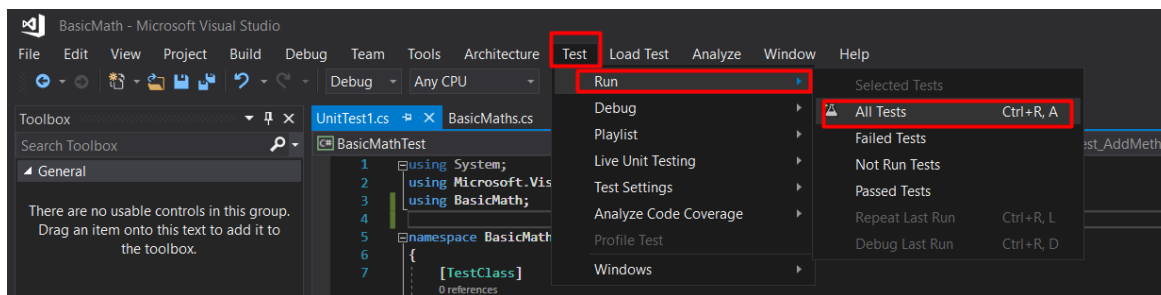 BasicMath - Microsoft Visual Studio
File Edit View Project Build Debug Team Tools Architecture Test Load Test Analyze Window Help
Debug Any CPU
Run
Selected Tests
Toolbox
UnitTest1.cs BasicMaths.cs
Debug
All Tests Ctrl+R, A
Search Toolbox
C# BasicMathTest
Playlist
Failed Tests
est_AddMeth
General
1 using System;
Live Unit Testing
Not Run Tests
2 using Microsoft.Vis
Test Settings
Passed Tests
3 using BasicMath;
There are no usable controls in this group.
Drag an item onto this text to add it to
the toolbox.
4
Analyze Code Coverage
Repeat Last Run Ctrl+R, L
5 namespace BasicMath
Profile Test
Debug Last Run Ctrl+R, D
6 {
7 [TestClass]
Windows
0 references